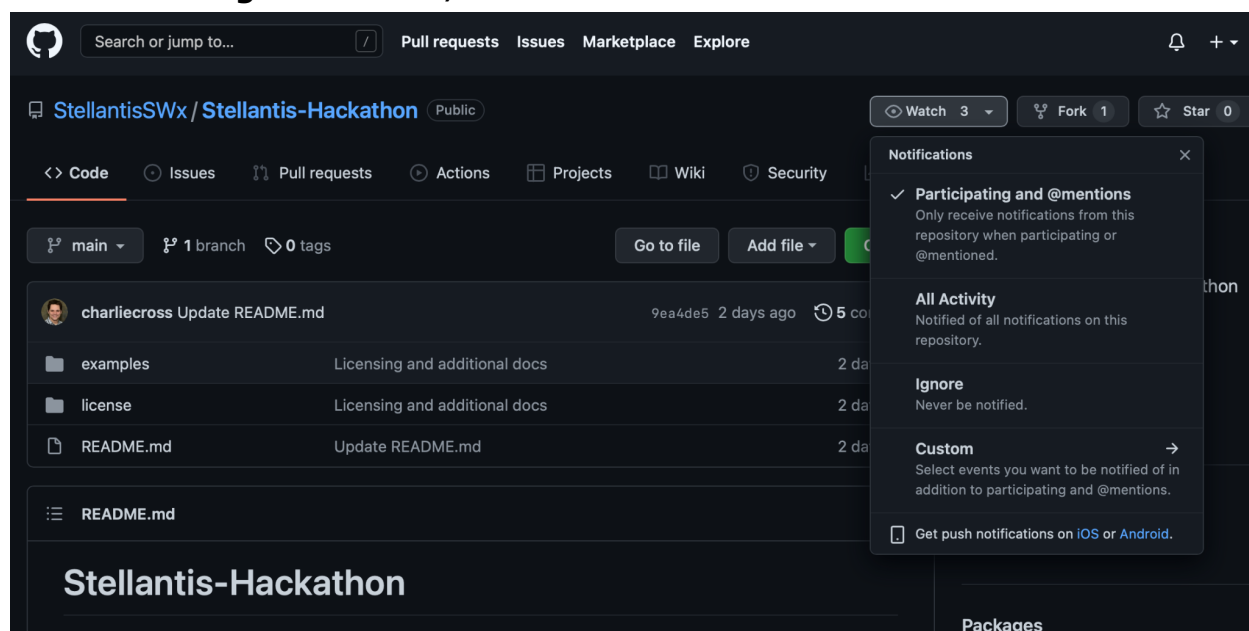 Search or jump to... / Pull requests Issues Marketplace Explore
StellantisSWx / Stellantis-Hackathon Public
Watch 3 Fork 1 Star 0
Code Issues Pull requests Actions Projects Wiki Security
Notifications
Participating and @mentions
Only receive notifications from this
repository when participating or
@mentioned.
All Activity
Notified of all notifications on this
repository.
Ignore
Never be notified.
Custom
Select events you want to be notified of in
addition to participating and @mentions.
Get push notifications on iOS or Android.
main 1 branch 0 tags Go to file Add file
charliecross Update README.md 9ea4de5 2 days ago 5
examples Licensing and additional docs 2
license Licensing and additional docs 2
README.md Update README.md 2
README.md
Stellantis-Hackathon
Packages